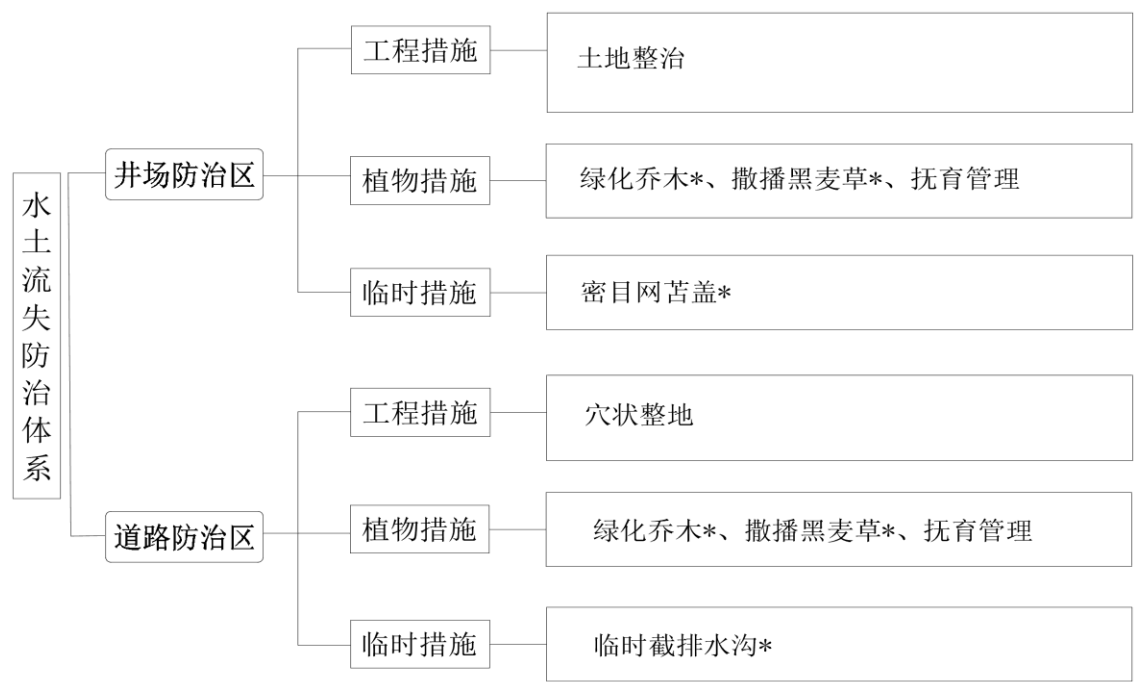 水土流失防治体系
井场防治区
工程措施
土地整治
植物措施
绿化乔木*、撒播黑麦草*、抚育管理
临时措施
密目网苫盖*
道路防治区
工程措施
穴状整地
植物措施
绿化乔木*、撒播黑麦草*、抚育管理
临时措施
临时截排水沟*